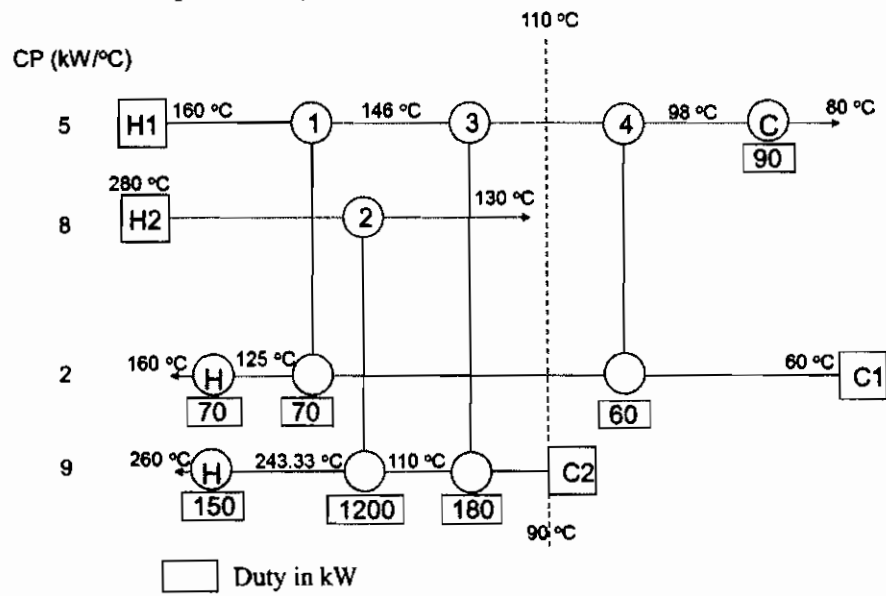 110 °C
CP (kW/°C)
5 H1 160 °C 1 146 °C 3 4 98 °C C 80 °C
90
280 °C
8 H2 2 130 °C
2 160 °C H 125 °C 60 °C C1
70 70 60
9 260 °C H 243.33 °C 110 °C C2
150 1200 180
90 °C
Duty in kW